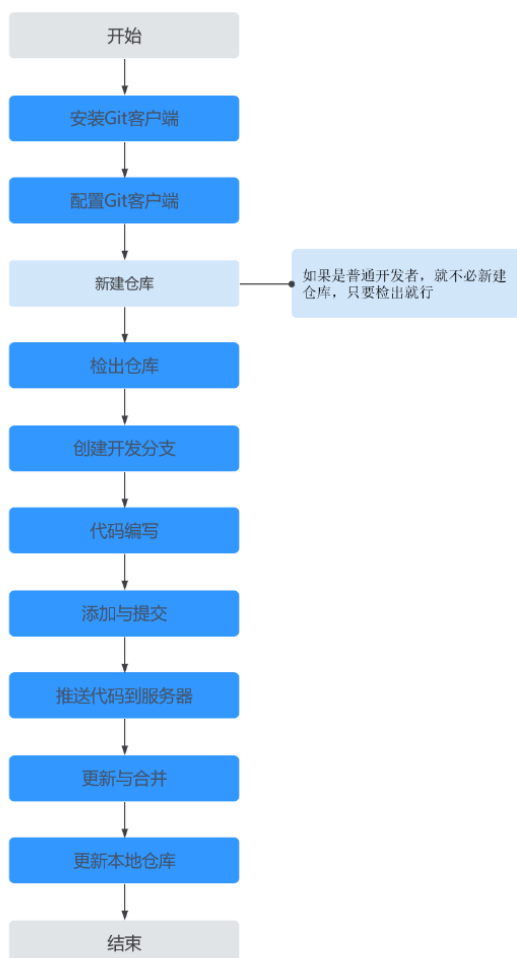 开始
安装Git客户端
配置Git客户端
新建仓库
如果是普通开发者，就不必新建
仓库，只要检出就行
检出仓库
创建开发分支
代码编写
添加与提交
推送代码到服务器
更新与合并
更新本地仓库
结束